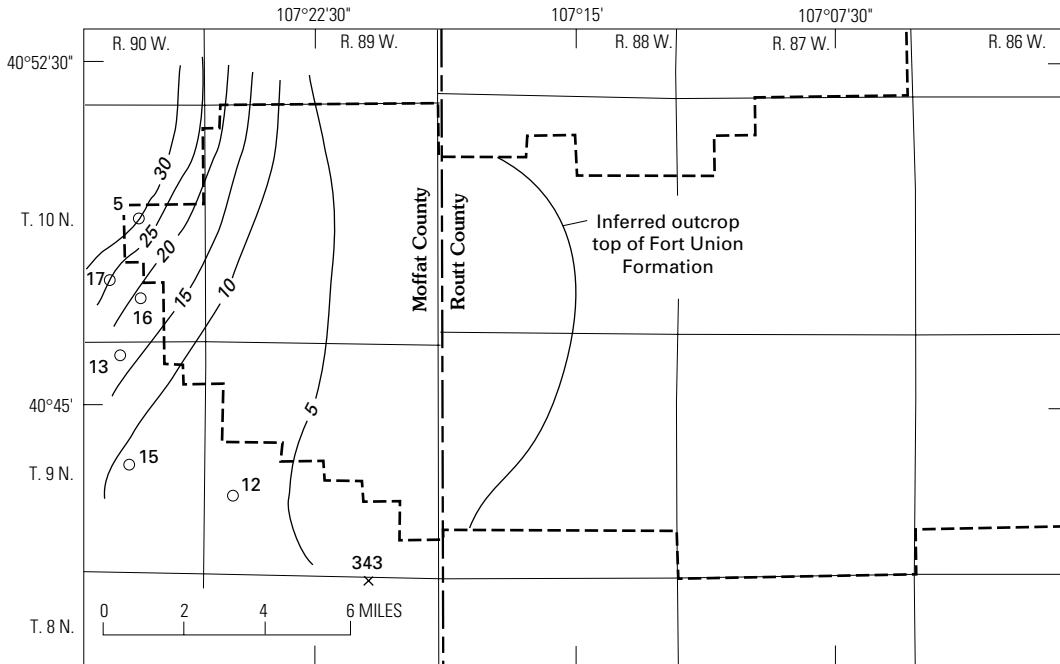 107°22'30"
107°15'
107°07'30"
R. 90 W.
R. 89 W.
R. 88 W.
R. 87 W.
R. 86 W.
40°52'30"
30
5
T. 10 N.
25
20
Inferred outcrop
top of Fort Union
Formation
Moffat County
Routt County
17
15
10
16
13
40°45'
5
15
T. 9 N.
12
343
0 2 4 6 MILES
T. 8 N.